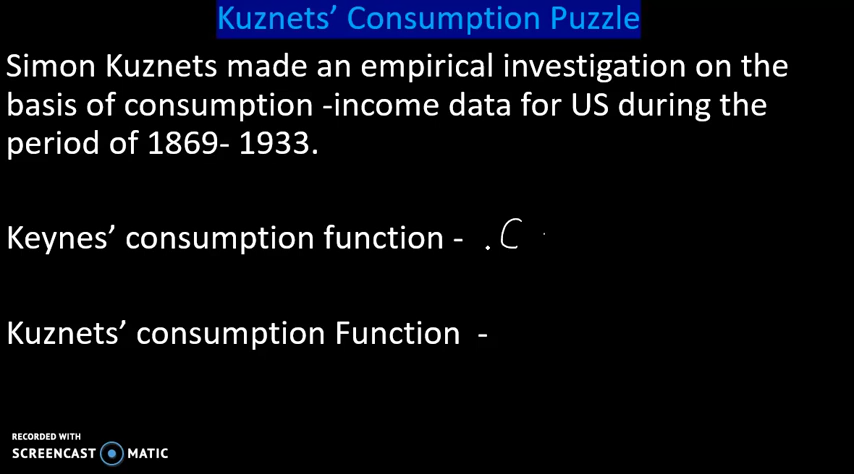 Kuznets’ Consumption Puzzle
Simon Kuznets made an empirical investigation on the
basis of consumption -income data for US during the
period of 1869- 1933.
Keynes’ consumption function - .C
Kuznets’ consumption Function -
RECORDED WITH
SCREENCAST MATIC